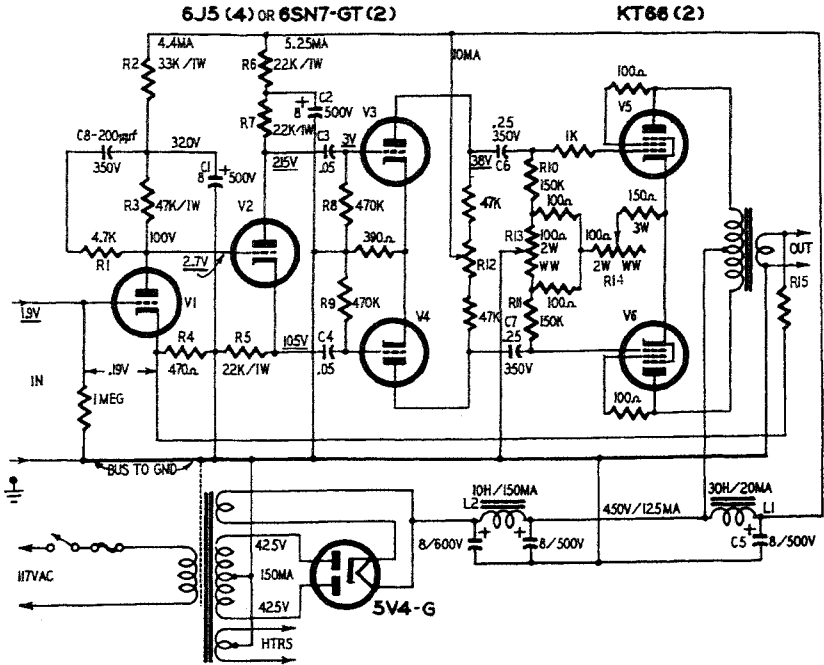 6J5 (4) OR 6SN7-GT (2)
KT66 (2)
4.4MA
R2 33K/1W
5.25MA
R6 22K/1W
10MA
100Ω
V5
R7 22K/1W
C2
8 500V
V3
C8-200μμf
350V
320V
C1
8 500V
215V
C3
.05
3V
.25
350V
38V
C6
1K
R3 47K/1W
V2
R8 470K
47K
R10
150K
100Ω
150Ω
3W
4.7K
R1
100V
2.7V
390Ω
R12
R13 100Ω
2W
WW
100Ω
2W WW
R14
OUT
R15
V1
R9 470K
V4
47K
R11
150K
100Ω
V6
1.9V
R4
470Ω
R5
22K/1W
105V
C4
.05
C7
.25
350V
IN
.19V
1 MEG
100Ω
BUS TO GND
10H/150MA
L2
450V/125MA
30H/20MA
L1
8/600V
8/500V
C5
8/500V
117VAC
425V
150MA
425V
5V4-G
HTRS